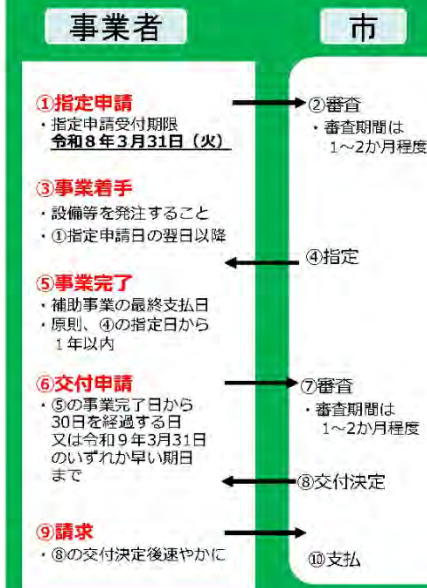 事業者
市
①指定申請
・指定申請受付期限
令和8年3月31日（火）
②審査
・審査期間は
1～2か月程度
③事業着手
・設備等を発注すること
・①指定申請日の翌日以降
④指定
⑤事業完了
・補助事業の最終支払日
・原則、④の指定日から
１年以内
⑥交付申請
・⑤の事業完了日から
30日を経過する日
又は令和９年3月31日
のいずれか早い期日
まで
⑦審査
・審査期間は
1～2か月程度
⑧交付決定
⑨請求
・⑧の交付決定後速やかに
⑩支払